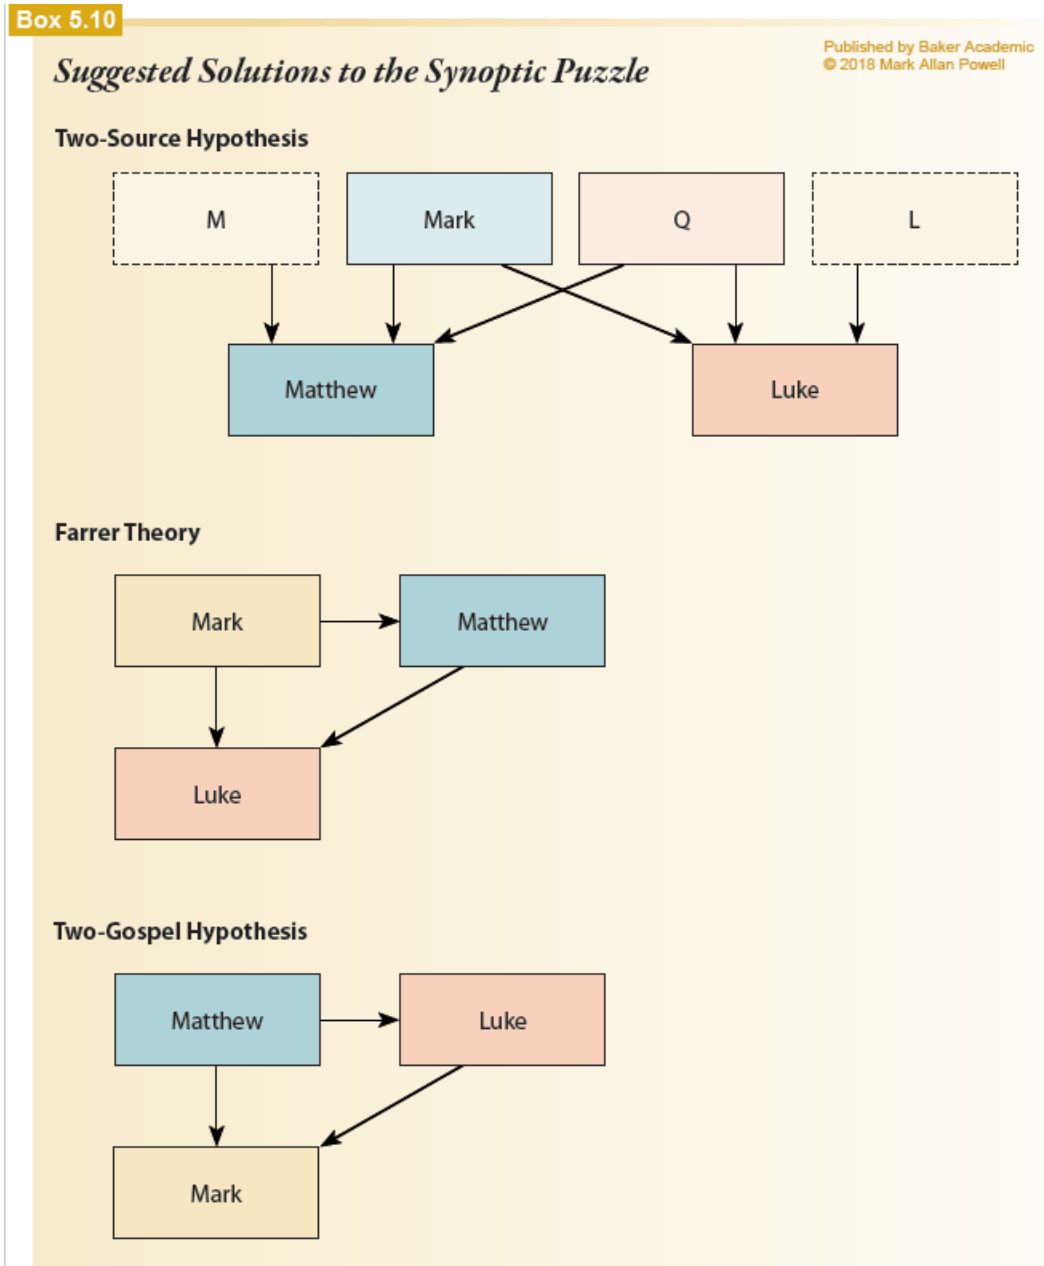 Box 5.10
Published by Baker Academic
© 2018 Mark Allan Powell
Suggested Solutions to the Synoptic Puzzle
Two-Source Hypothesis
M
Mark
Q
L
Matthew
Luke
Farrer Theory
Mark
Matthew
Luke
Two-Gospel Hypothesis
Matthew
Luke
Mark